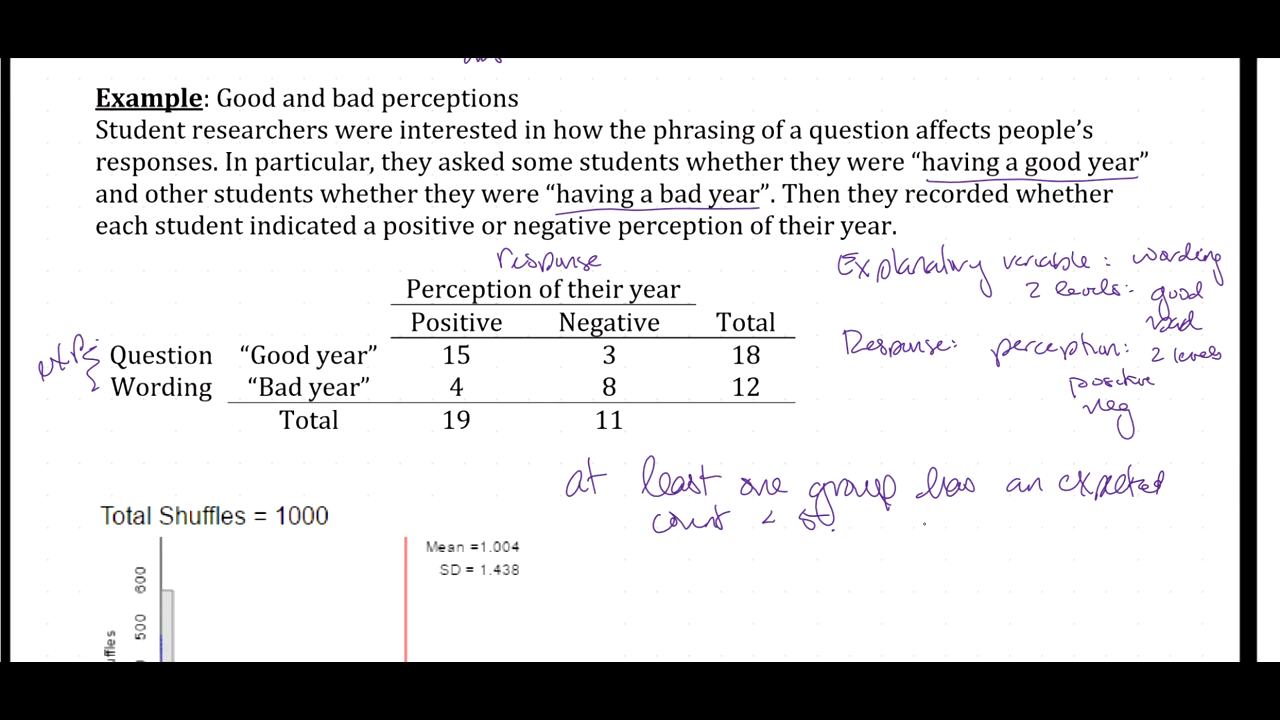 Example: Good and bad perceptions
Student researchers were interested in how the phrasing of a question affects people’s
responses. In particular, they asked some students whether they were “having a good year”
and other students whether they were “having a bad year”. Then they recorded whether
each student indicated a positive or negative perception of their year.
response
Explanatory variable: wording
2 levels: good
bad
Perception of their year
Positive Negative Total
Response: perception: 2 levels
positive
neg
Question “Good year” 15 3 18
Wording “Bad year” 4 8 12
Total 19 11
at least one group has an expected
count < 5?
Total Shuffles = 1000
Mean =1.004
SD = 1.438
600
500